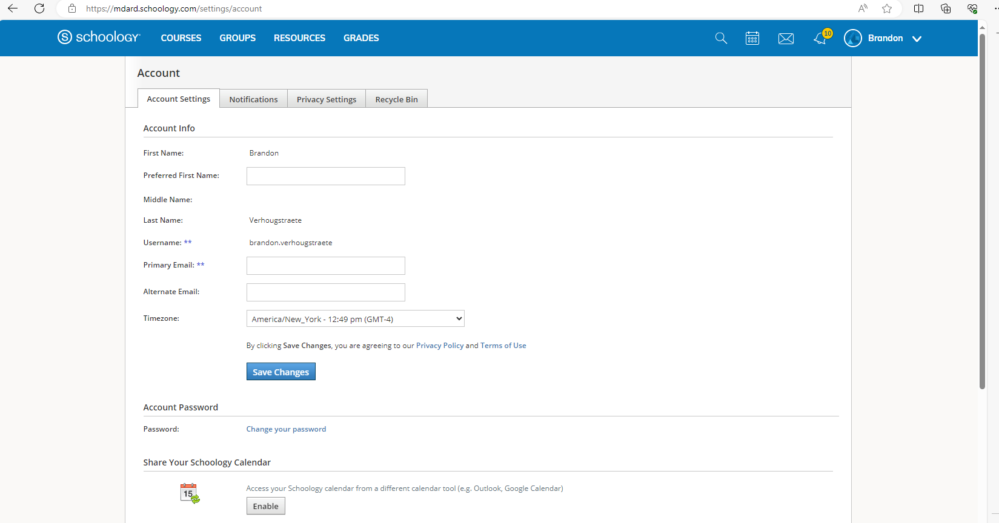 https://mdard.schoology.com/settings/account
schoology COURSES GROUPS RESOURCES GRADES 10 Brandon
Account
Account Settings Notifications Privacy Settings Recycle Bin
Account Info
First Name: Brandon
Preferred First Name:
Middle Name:
Last Name: Verhougstraete
Username: ** brandon.verhougstraete
Primary Email: **
Alternate Email:
Timezone: America/New_York - 12:49 pm (GMT-4)
By clicking Save Changes, you are agreeing to our Privacy Policy and Terms of Use
Save Changes
Account Password
Password: Change your password
Share Your Schoology Calendar
15 Access your Schoology calendar from a different calendar tool (e.g. Outlook, Google Calendar)
Enable